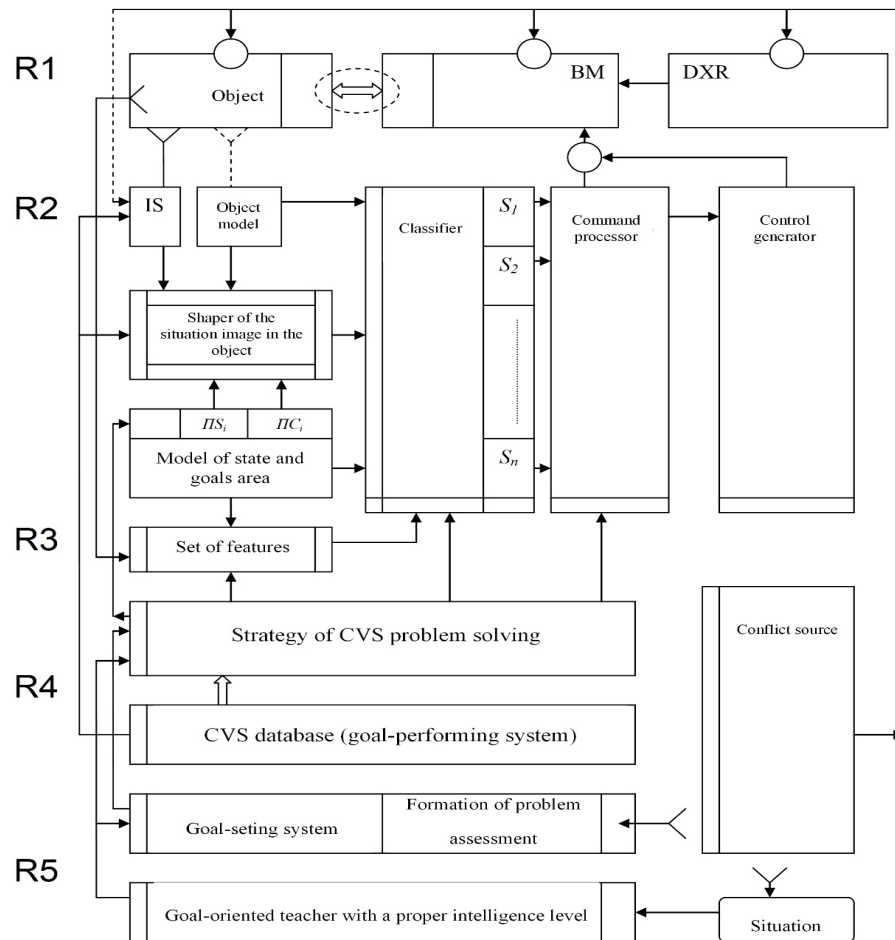 R1
Object
BM
DXR
R2
IS
Object
model
Classifier
S1
S2
Sn
Command
processor
Control
generator
Shaper of the
situation image in the
object
ПSi
ПCi
Model of state and
goals area
R3
Set of features
Strategy of CVS problem solving
Conflict source
R4
CVS database (goal-performing system)
Goal-seting system
Formation of problem
assessment
R5
Goal-oriented teacher with a proper intelligence level
Situation